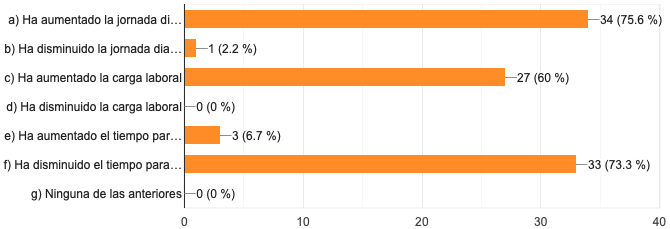 a) Ha aumentado la jornada di… 34 (75.6 %)
b) Ha disminuido la jornada dia… 1 (2.2 %)
c) Ha aumentado la carga laboral 27 (60 %)
d) Ha disminuido la carga laboral 0 (0 %)
e) Ha aumentado el tiempo par… 3 (6.7 %)
f) Ha disminuido el tiempo para… 33 (73.3 %)
g) Ninguna de las anteriores 0 (0 %)
0 10 20 30 40